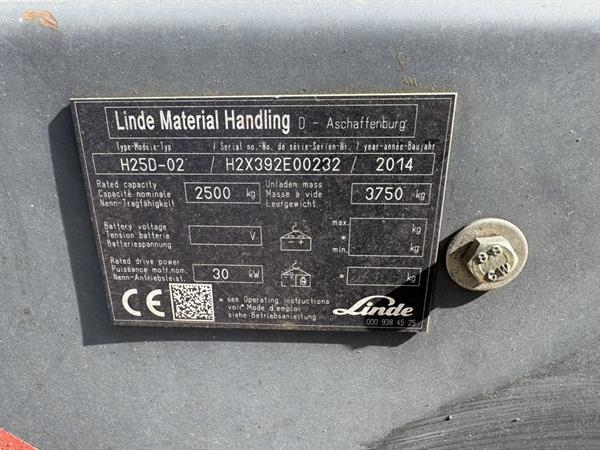 Linde Material Handling D - Aschaffenburg
Type-Modele-Typ / Serial no.-No. de série-Serien-Nr. / year-année-Baujahr
H25D-02 / H2X392E00232 / 2014
Rated capacity
Capacité nominale 2500 kg
Nenn-Tragfähigkeit
Unladen mass
Masse à vide 3750 kg
Leergewicht
Battery voltage
Tension batterie V
Batteriespannung
max. kg
* *
min. kg
Rated drive power
Puissance motr.nom. 30 kW
Nenn-Antriebsleist.
* kg
CE
* see Operating instructions
voir Mode d'emploi
siehe Betriebsanleitung
Linde
000 938 45 25
8.8